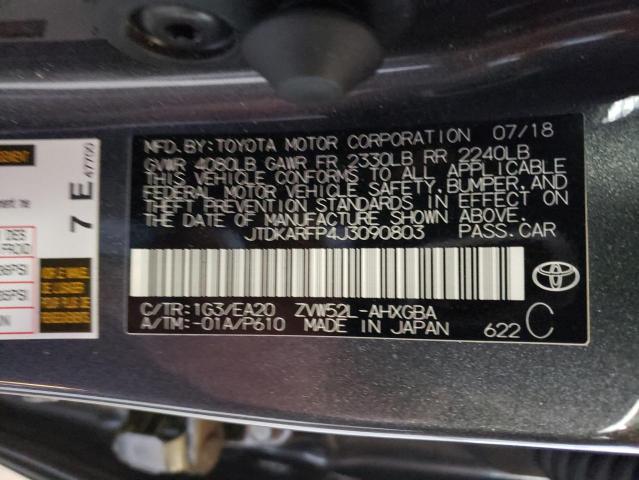 MFD. BY: TOYOTA MOTOR CORPORATION 07/18
GVWR 4080LB GAWR FR 2330LB RR 2240LB
THIS VEHICLE CONFORMS TO ALL APPLICABLE
FEDERAL MOTOR VEHICLE SAFETY, BUMPER, AND
THEFT PREVENTION STANDARDS IN EFFECT ON
THE DATE OF MANUFACTURE SHOWN ABOVE.
JTDKARFP4J3090803 PASS. CAR
C/TR: 1G3/EA20 ZVW52L-AHXGBA
A/TM: -01A/P610 MADE IN JAPAN 622 C
7 E 47700